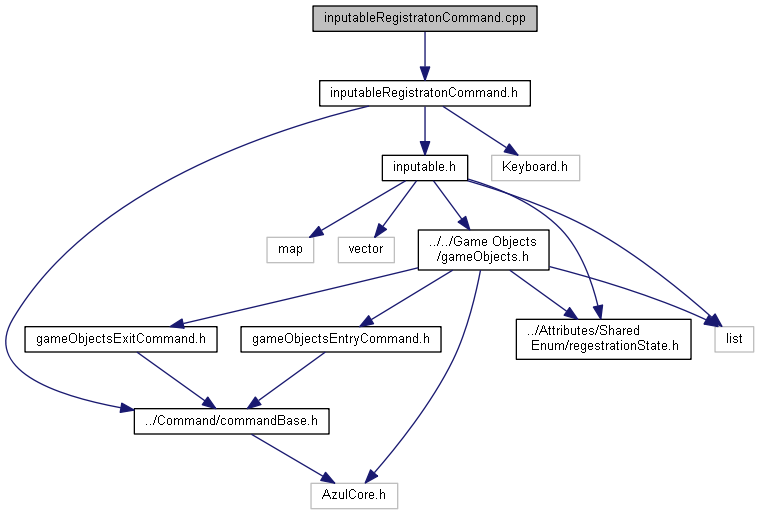 inputableRegistratonCommand.cpp
inputableRegistratonCommand.h
inputable.h
Keyboard.h
map
vector
../../Game Objects
/gameObjects.h
gameObjectsExitCommand.h
gameObjectsEntryCommand.h
../Attributes/Shared
Enum/regestrationState.h
list
../Command/commandBase.h
AzulCore.h